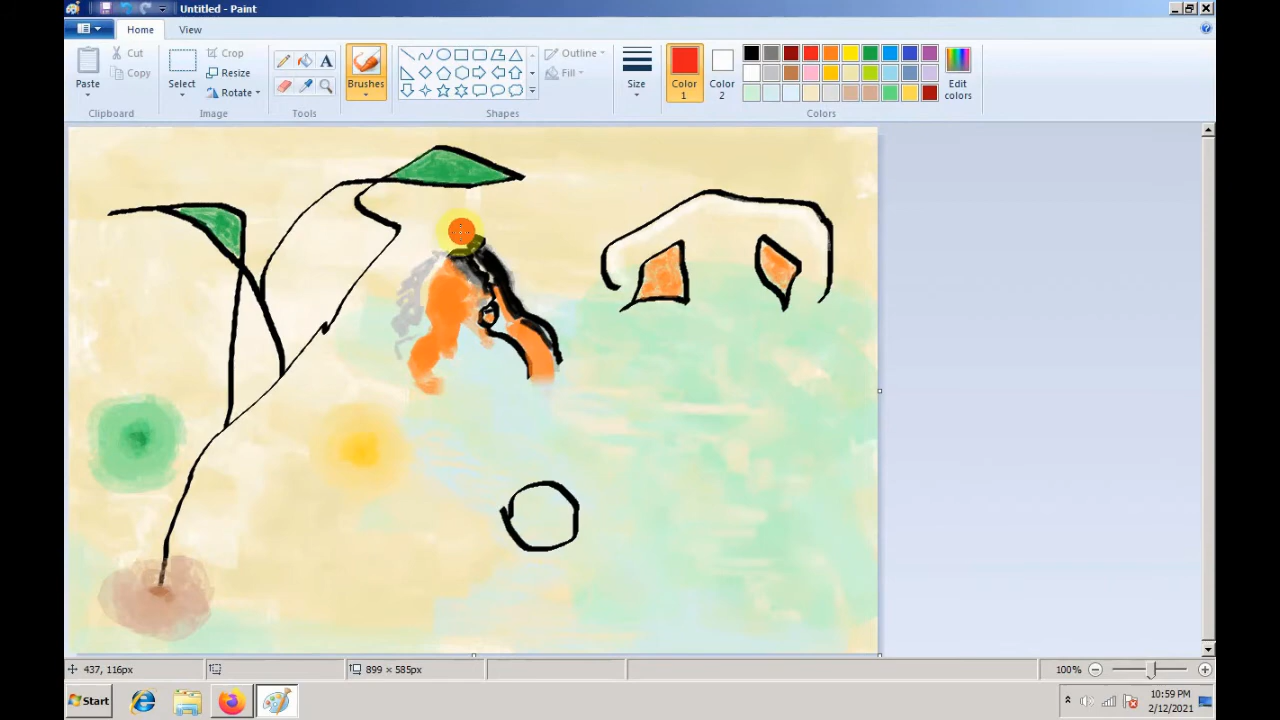 Untitled - Paint
Home View
Paste
Cut
Copy
Clipboard
Select
Crop
Resize
Rotate
Image
A
Tools
Brushes
Shapes
Outline
Fill
Size
Color
1
Color
2
Edit
colors
Colors
437, 116px
899 × 585px
100%
Start
10:59 PM
2/12/2021